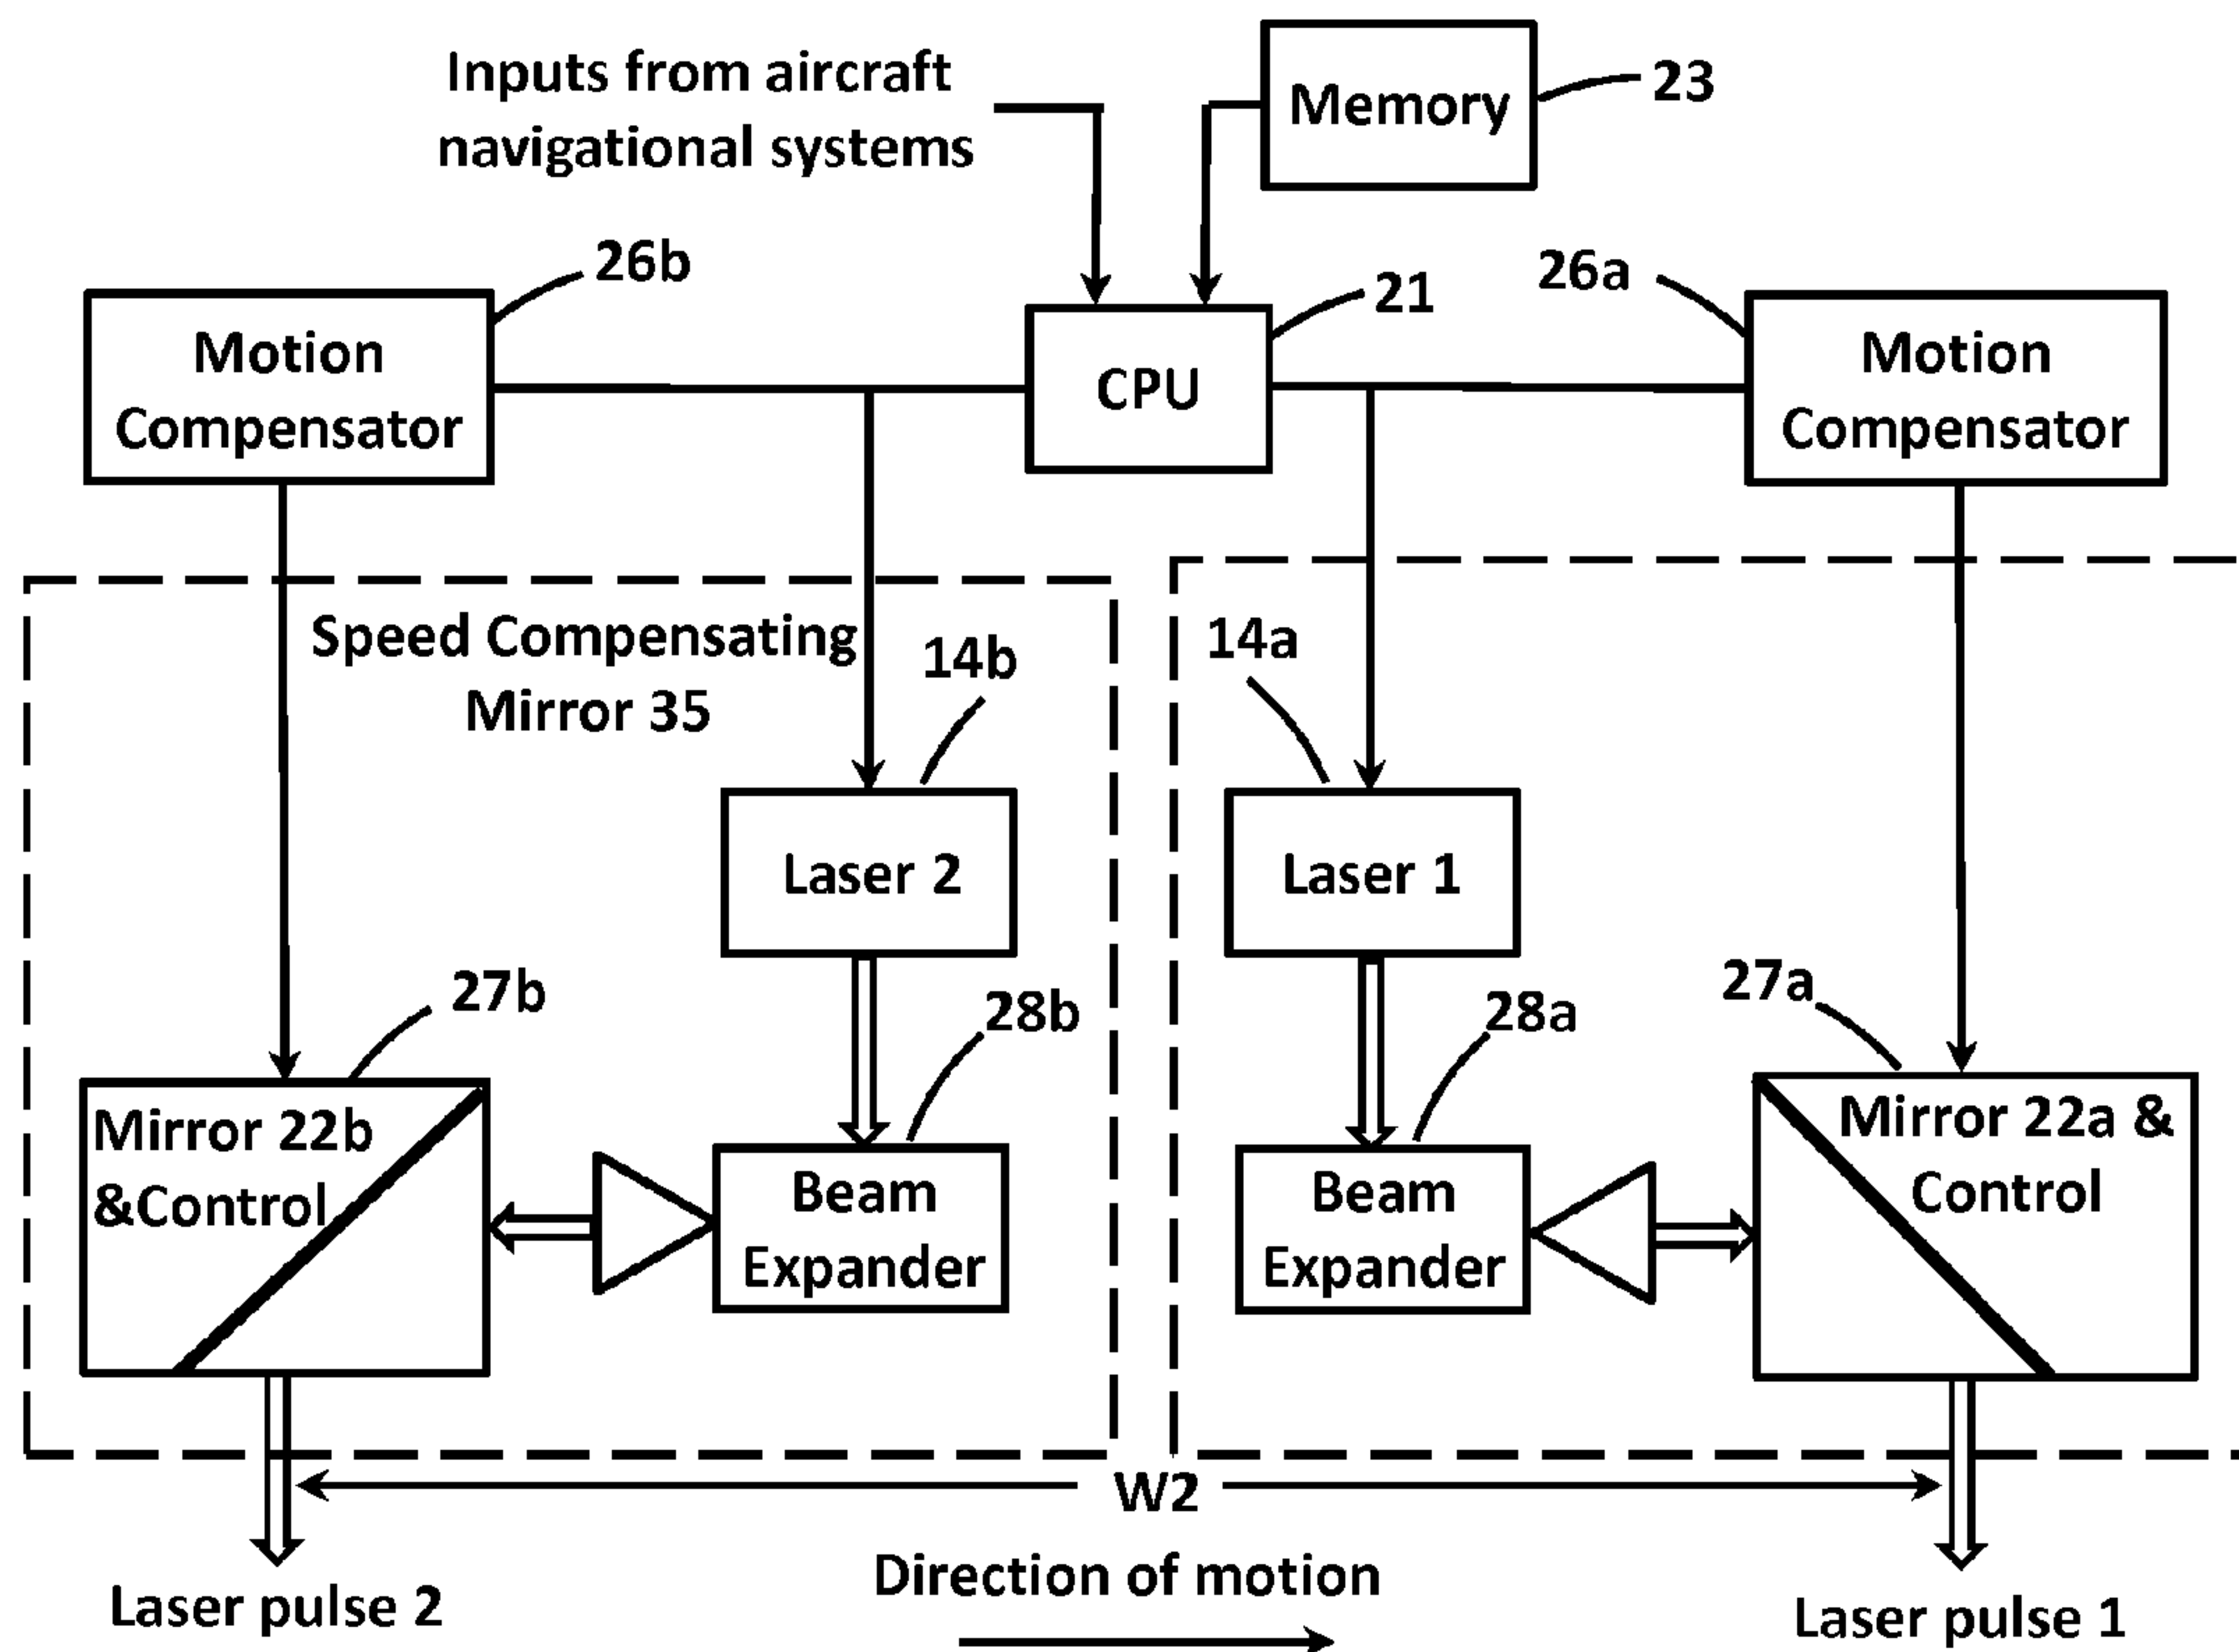 Inputs from aircraft
navigational systems
Memory
23
26b
21
26a
Motion
Compensator
CPU
Motion
Compensator
Speed Compensating
Mirror 35
14b
14a
Laser 2
Laser 1
27b
28b
28a
27a
Mirror 22b
&Control
Beam
Expander
Beam
Expander
Mirror 22a &
Control
W2
Direction of motion
Laser pulse 2
Laser pulse 1